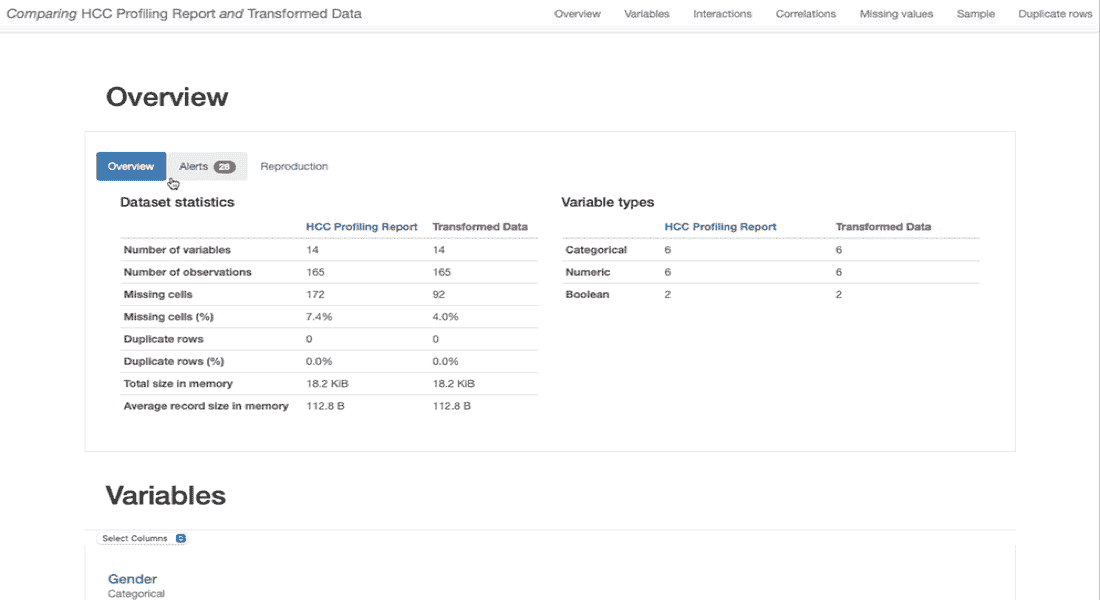 Comparing HCC Profiling Report and Transformed Data Overview Variables Interactions Correlations Missing values Sample Duplicate rows
Overview
Overview Alerts 28 Reproduction
Dataset statistics
HCC Profiling Report Transformed Data
Number of variables 14 14
Number of observations 165 165
Missing cells 172 92
Missing cells (%) 7.4% 4.0%
Duplicate rows 0 0
Duplicate rows (%) 0.0% 0.0%
Total size in memory 18.2 KiB 18.2 KiB
Average record size in memory 112.8 B 112.8 B
Variable types
HCC Profiling Report Transformed Data
Categorical 6 6
Numeric 6 6
Boolean 2 2
Variables
Select Columns
Gender
Categorical